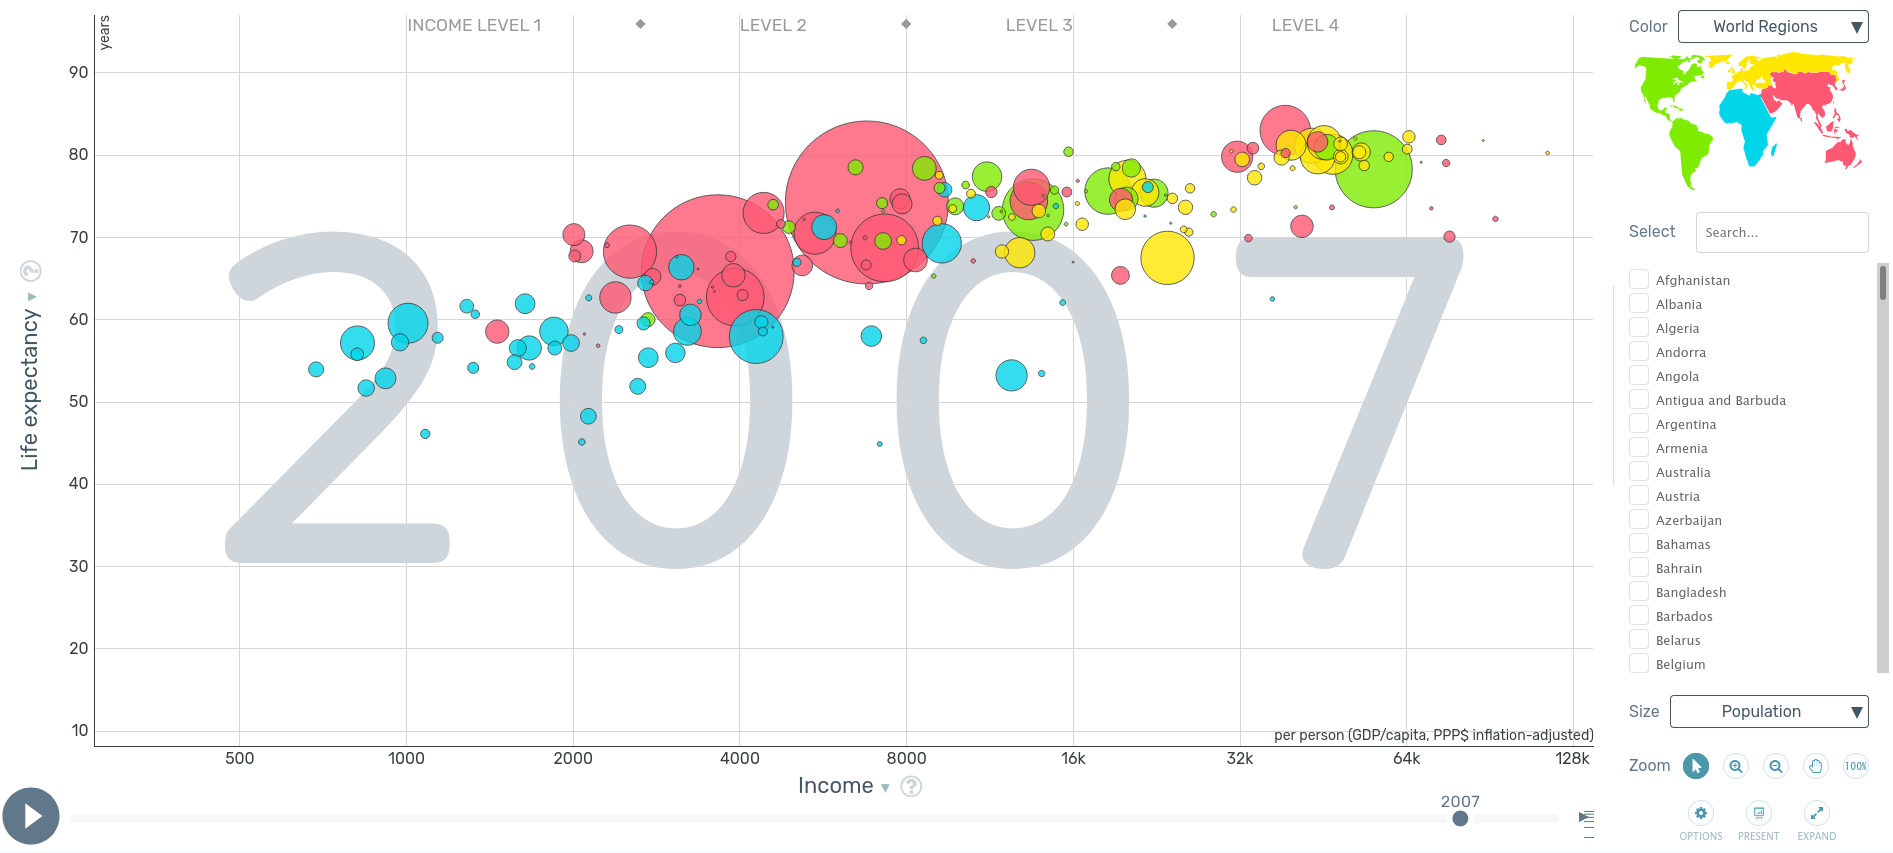 years
INCOME LEVEL 1 ◆ LEVEL 2 ◆ LEVEL 3 ◆ LEVEL 4
90
80
70
60
50
40
30
20
10
Life expectancy ▼ ?
2007
per person (GDP/capita, PPP$ inflation-adjusted)
500 1000 2000 4000 8000 16k 32k 64k 128k
Income ▼ ?
2007
Color World Regions ▼
Select Search...
Afghanistan
Albania
Algeria
Andorra
Angola
Antigua and Barbuda
Argentina
Armenia
Australia
Austria
Azerbaijan
Bahamas
Bahrain
Bangladesh
Barbados
Belarus
Belgium
Size Population ▼
Zoom 100%
OPTIONS PRESENT EXPAND